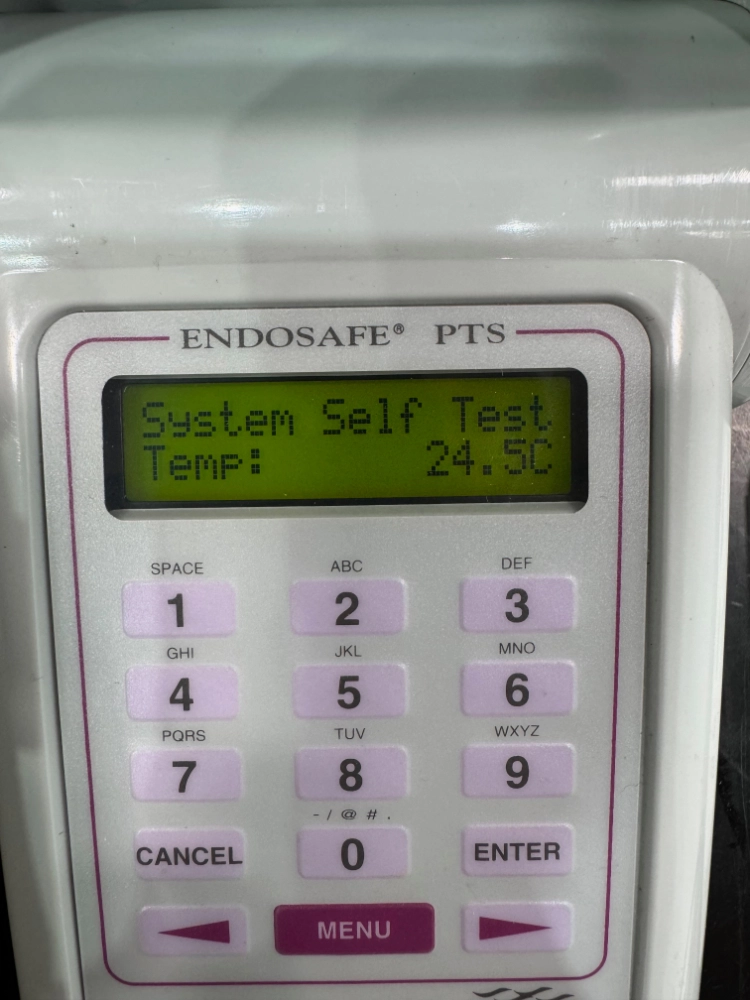 ENDOSAFE® PTS
System Self Test
Temp: 24.5C
SPACE ABC DEF
1 2 3
GHI JKL MNO
4 5 6
PQRS TUV WXYZ
7 8 9
- / @ # .
CANCEL 0 ENTER
MENU